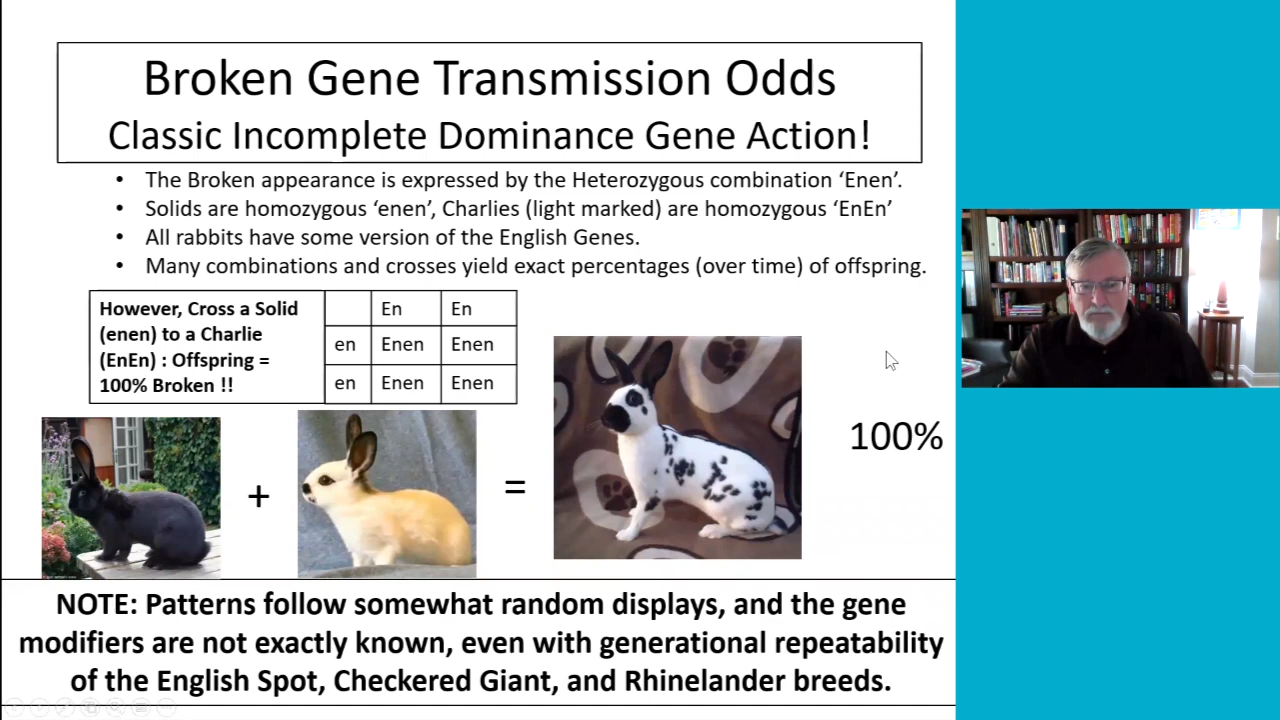 Broken Gene Transmission Odds
Classic Incomplete Dominance Gene Action!
• The Broken appearance is expressed by the Heterozygous combination ‘Enen’.
• Solids are homozygous ‘enen’, Charlies (light marked) are homozygous ‘EnEn’
• All rabbits have some version of the English Genes.
• Many combinations and crosses yield exact percentages (over time) of offspring.
However, Cross a Solid
(enen) to a Charlie
(EnEn) : Offspring =
100% Broken !!
En En
en Enen Enen
en Enen Enen
+
=
100%
NOTE: Patterns follow somewhat random displays, and the gene
modifiers are not exactly known, even with generational repeatability
of the English Spot, Checkered Giant, and Rhinelander breeds.